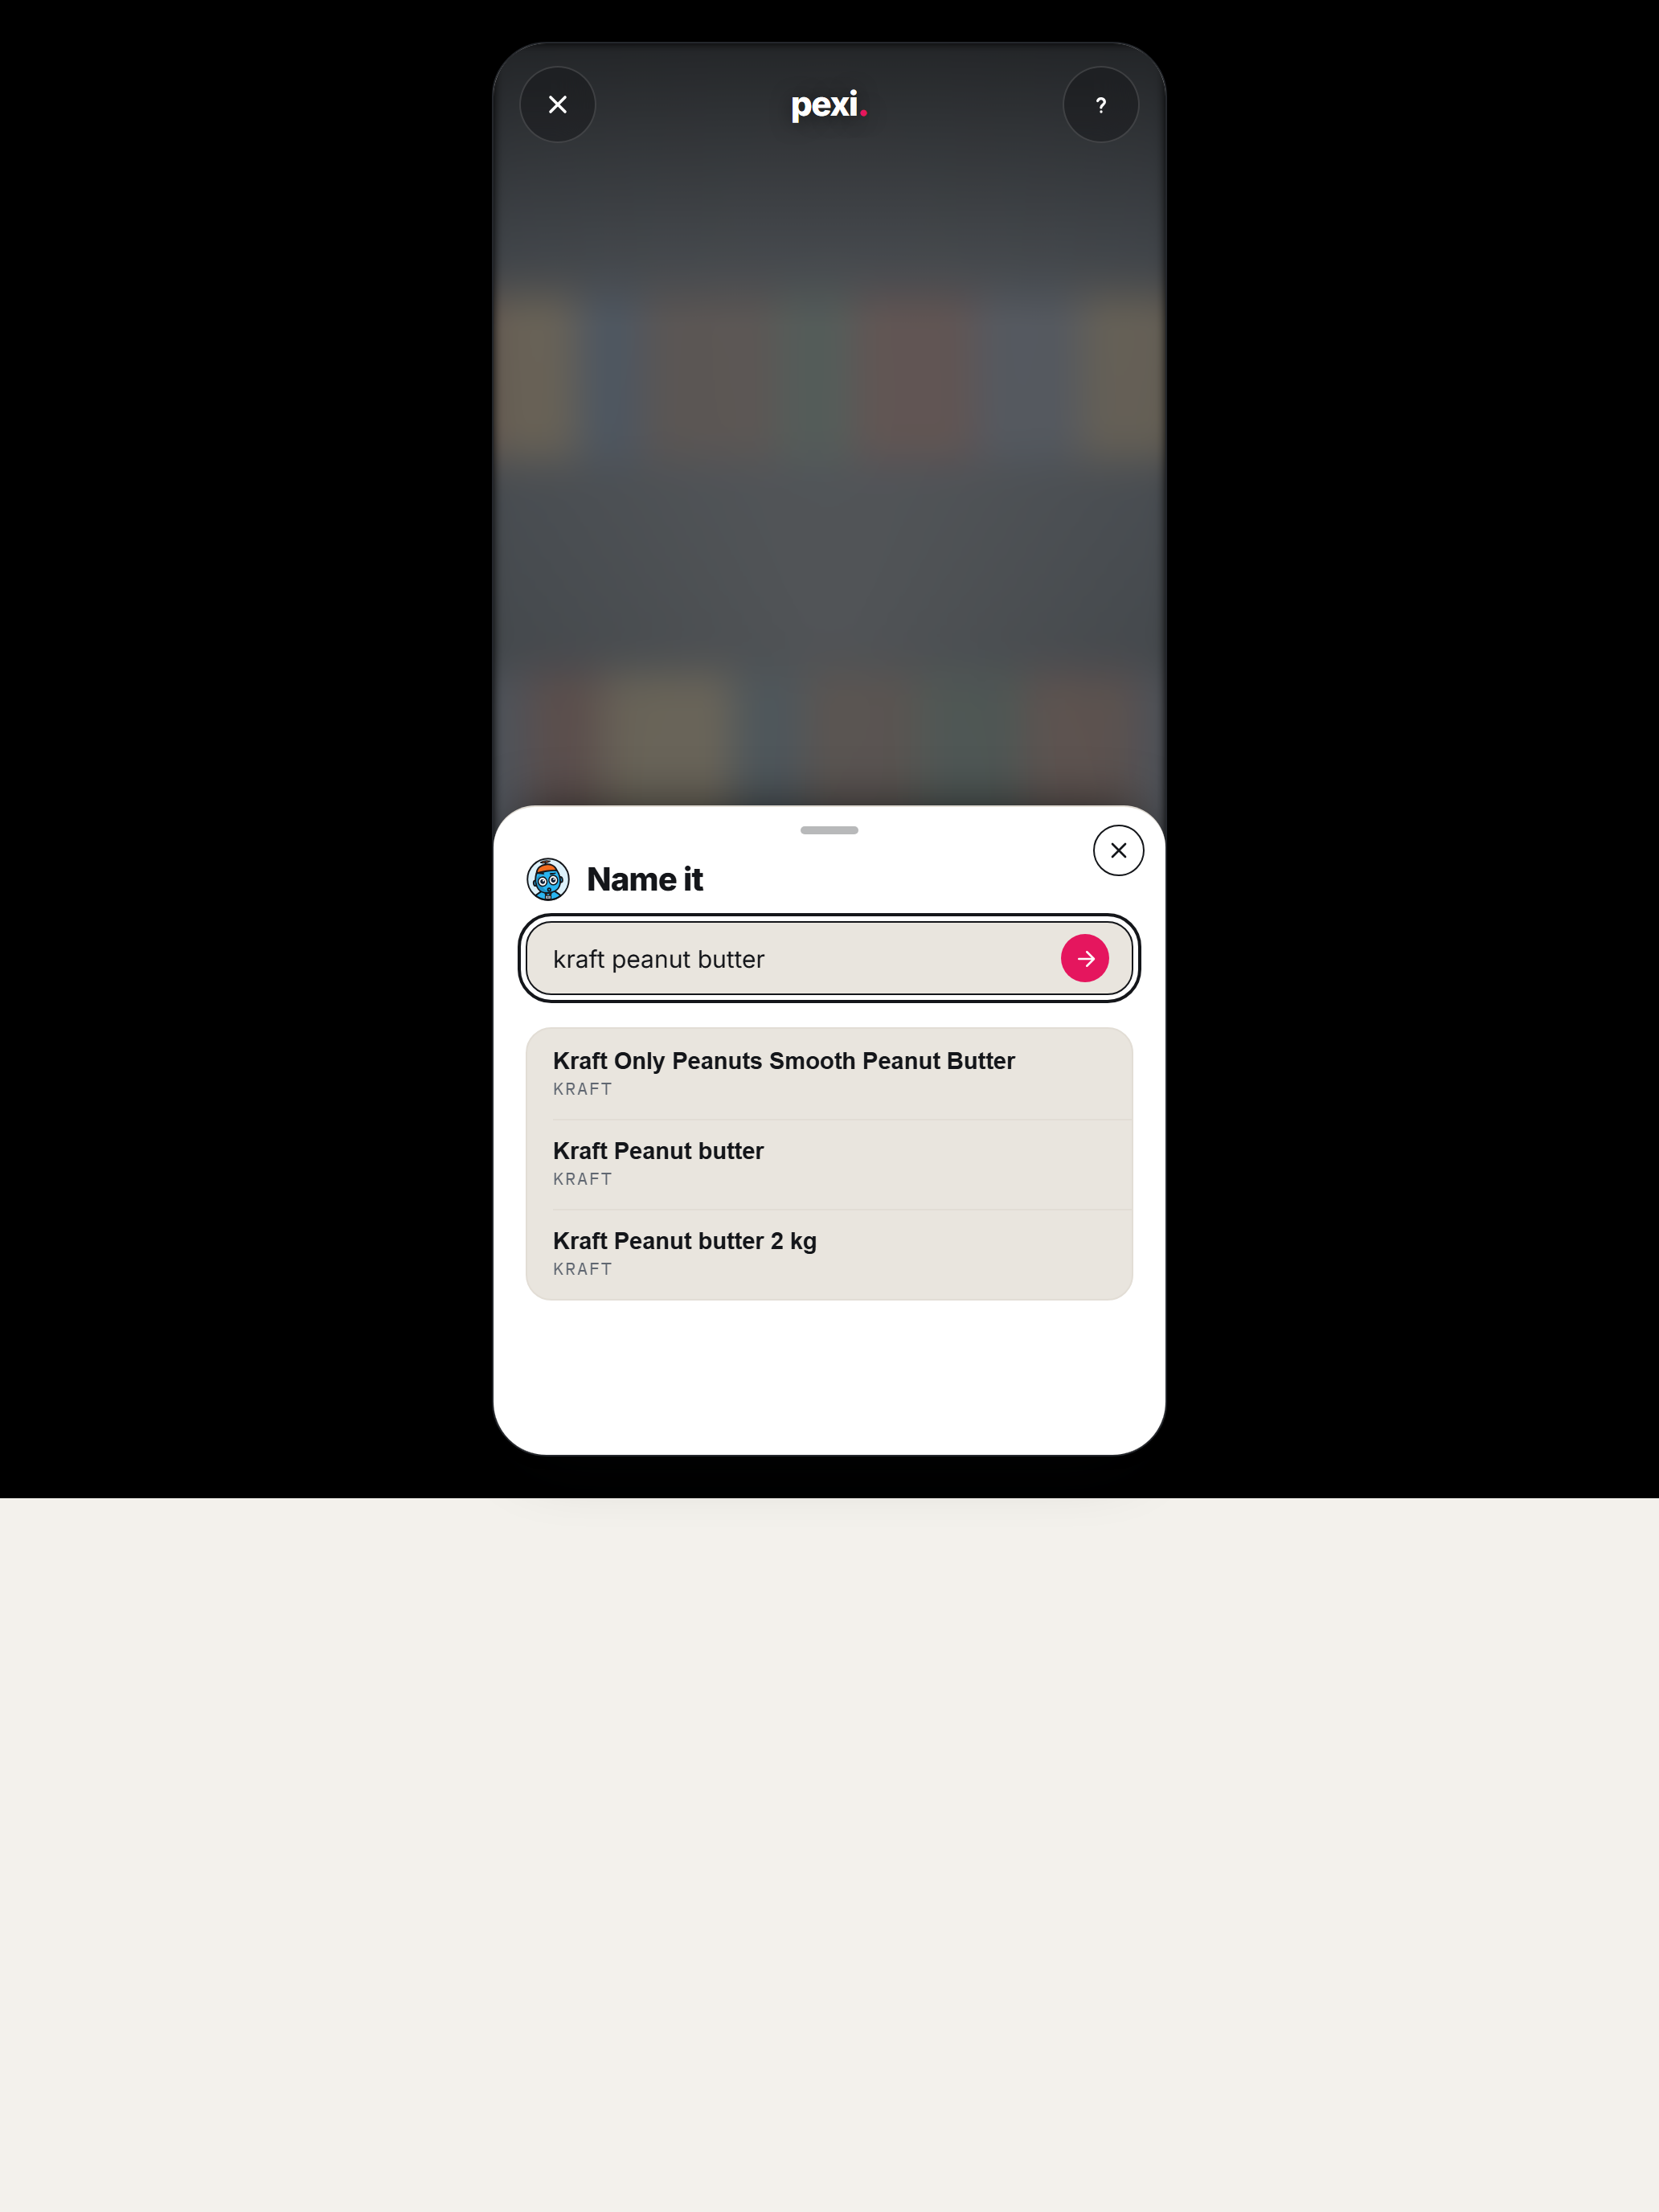 pexi.
?
Name it
kraft peanut butter
Kraft Only Peanuts Smooth Peanut Butter
KRAFT
Kraft Peanut butter
KRAFT
Kraft Peanut butter 2 kg
KRAFT